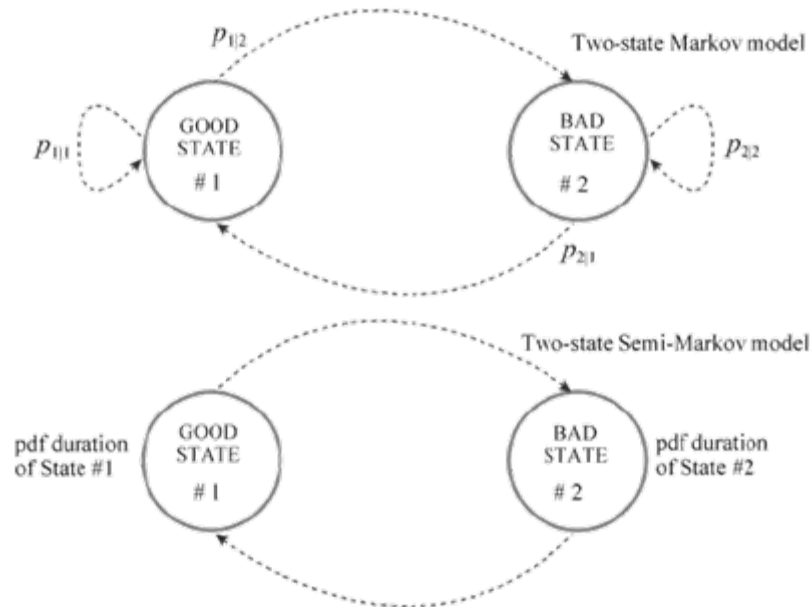 p1|2
Two-state Markov model
p1|1
GOOD
STATE
# 1
BAD
STATE
# 2
p2|2
p2|1
Two-state Semi-Markov model
pdf duration
of State #1
GOOD
STATE
# 1
BAD
STATE
# 2
pdf duration
of State #2